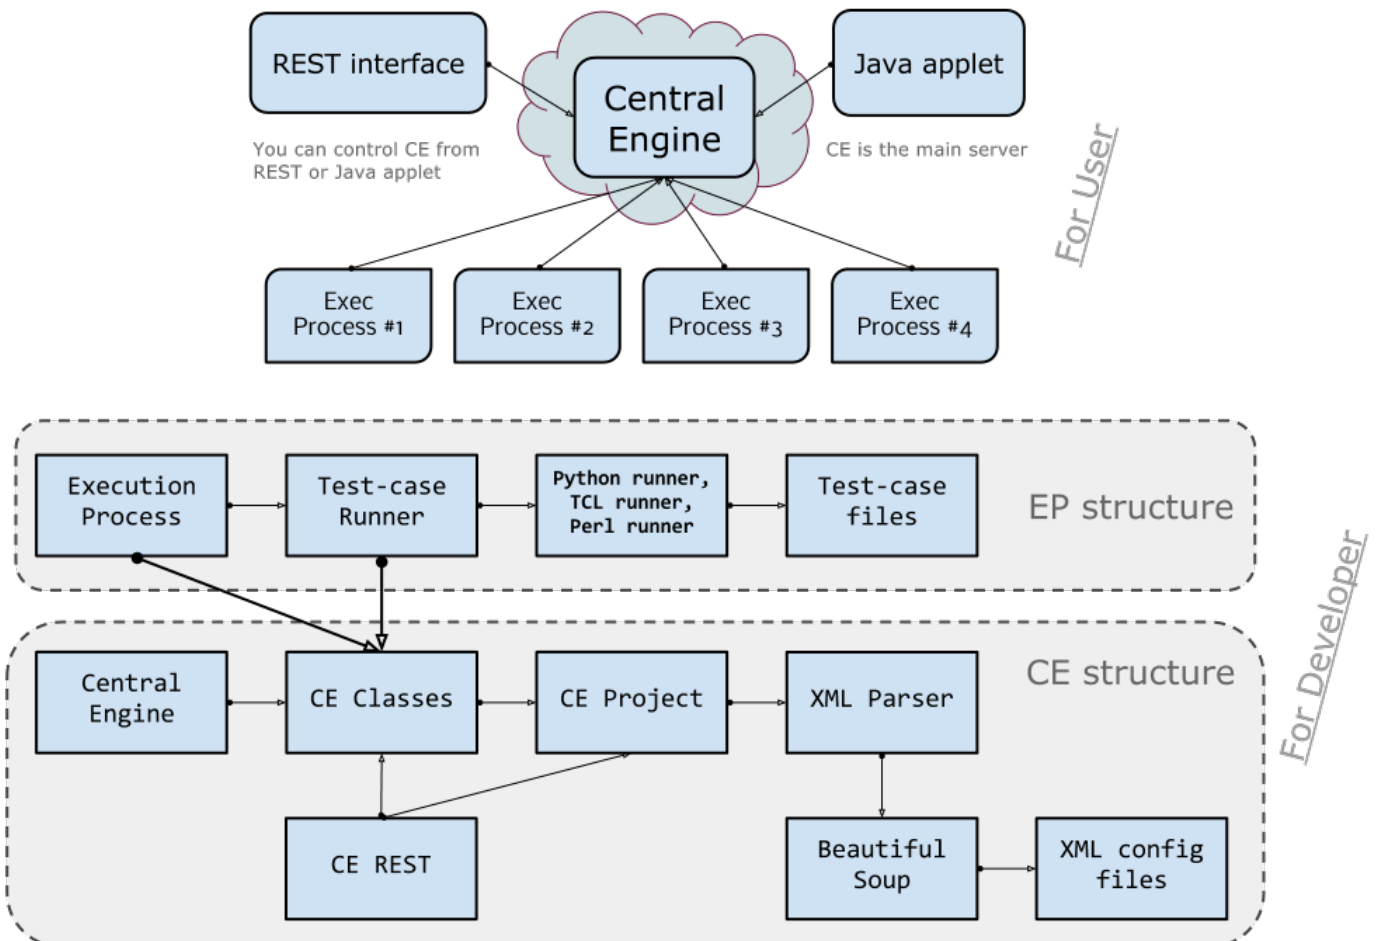 REST interface
Central
Engine
Java applet
You can control CE from
REST or Java applet
CE is the main server
For User
Exec
Process #1
Exec
Process #2
Exec
Process #3
Exec
Process #4
Execution
Process
Test-case
Runner
Python runner,
TCL runner,
Perl runner
Test-case
files
EP structure
For Developer
Central
Engine
CE Classes
CE Project
XML Parser
CE structure
CE REST
Beautiful
Soup
XML config
files